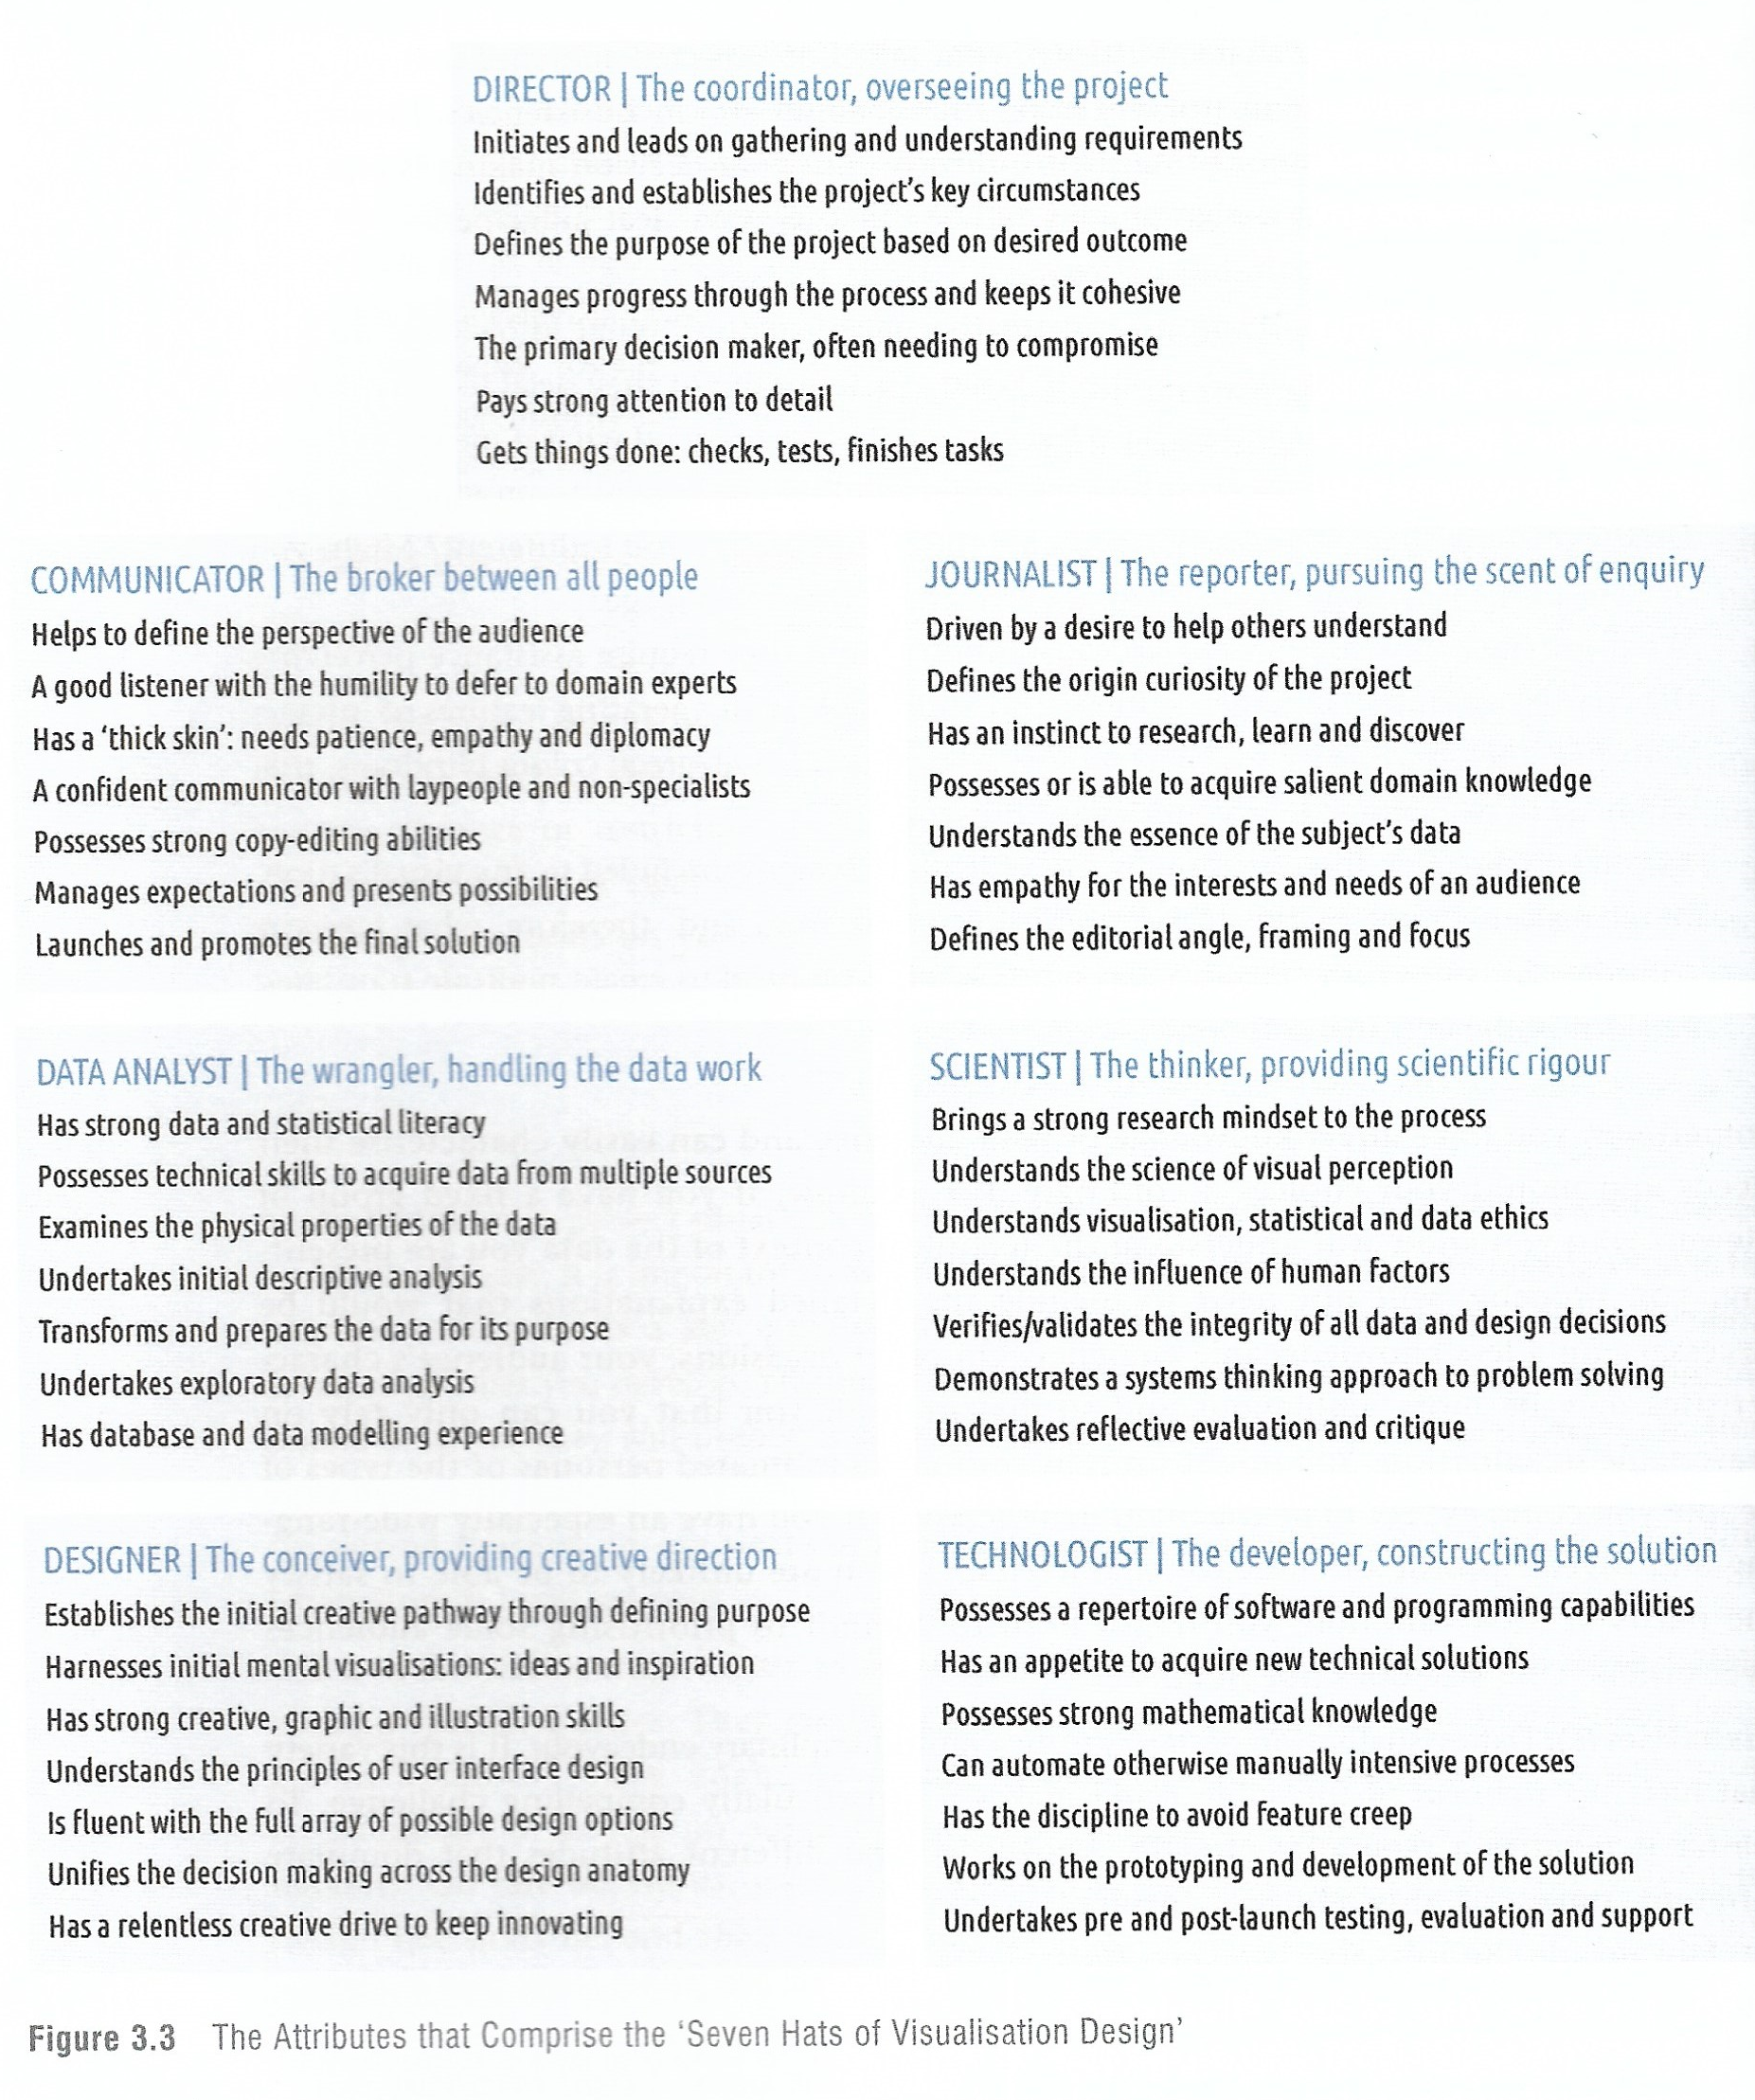 DIRECTOR | The coordinator, overseeing the project
Initiates and leads on gathering and understanding requirements
Identifies and establishes the project's key circumstances
Defines the purpose of the project based on desired outcome
Manages progress through the process and keeps it cohesive
The primary decision maker, often needing to compromise
Pays strong attention to detail
Gets things done: checks, tests, finishes tasks
COMMUNICATOR | The broker between all people
Helps to define the perspective of the audience
A good listener with the humility to defer to domain experts
Has a 'thick skin': needs patience, empathy and diplomacy
A confident communicator with laypeople and non-specialists
Possesses strong copy-editing abilities
Manages expectations and presents possibilities
Launches and promotes the final solution
JOURNALIST | The reporter, pursuing the scent of enquiry
Driven by a desire to help others understand
Defines the origin curiosity of the project
Has an instinct to research, learn and discover
Possesses or is able to acquire salient domain knowledge
Understands the essence of the subject's data
Has empathy for the interests and needs of an audience
Defines the editorial angle, framing and focus
DATA ANALYST | The wrangler, handling the data work
Has strong data and statistical literacy
Possesses technical skills to acquire data from multiple sources
Examines the physical properties of the data
Undertakes initial descriptive analysis
Transforms and prepares the data for its purpose
Undertakes exploratory data analysis
Has database and data modelling experience
SCIENTIST | The thinker, providing scientific rigour
Brings a strong research mindset to the process
Understands the science of visual perception
Understands visualisation, statistical and data ethics
Understands the influence of human factors
Verifies/validates the integrity of all data and design decisions
Demonstrates a systems thinking approach to problem solving
Undertakes reflective evaluation and critique
DESIGNER | The conceiver, providing creative direction
Establishes the initial creative pathway through defining purpose
Harnesses initial mental visualisations: ideas and inspiration
Has strong creative, graphic and illustration skills
Understands the principles of user interface design
Is fluent with the full array of possible design options
Unifies the decision making across the design anatomy
Has a relentless creative drive to keep innovating
TECHNOLOGIST | The developer, constructing the solution
Possesses a repertoire of software and programming capabilities
Has an appetite to acquire new technical solutions
Possesses strong mathematical knowledge
Can automate otherwise manually intensive processes
Has the discipline to avoid feature creep
Works on the prototyping and development of the solution
Undertakes pre and post-launch testing, evaluation and support
Figure 3.3 The Attributes that Comprise the 'Seven Hats of Visualisation Design'